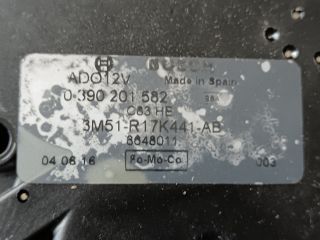 BOSCH
ADO12V Made in Spain
0 390 201 582
C63 HE
3M51-R17K441-AB
8648011
04 08 16 Fo-Mo-Co 003